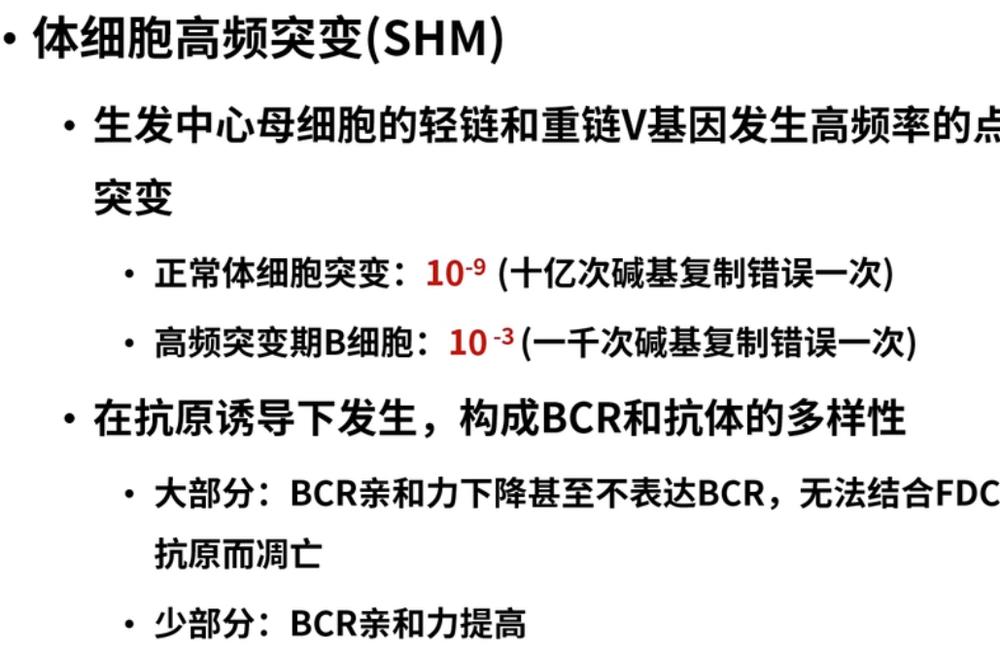 • 体细胞高频突变(SHM)
• 生发中心母细胞的轻链和重链V基因发生高频率的点
突变
• 正常体细胞突变：10⁻⁹ (十亿次碱基复制错误一次)
• 高频突变期B细胞：10 ⁻³ (一千次碱基复制错误一次)
• 在抗原诱导下发生，构成BCR和抗体的多样性
• 大部分：BCR亲和力下降甚至不表达BCR，无法结合FDC
抗原而凋亡
• 少部分：BCR亲和力提高